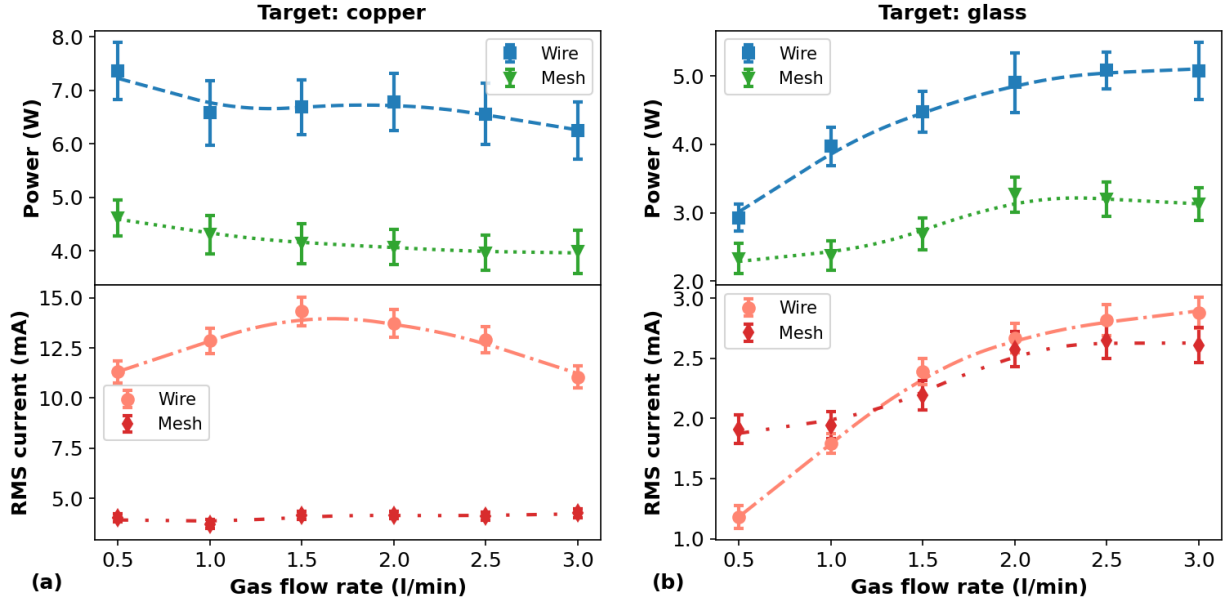 Target: copper
Power (W)
8.0
7.0
6.0
5.0
4.0
Wire
Mesh
RMS current (mA)
15.0
12.5
10.0
7.5
5.0
Wire
Mesh
0.5 1.0 1.5 2.0 2.5 3.0
Gas flow rate (l/min)
(a)
Target: glass
Power (W)
5.0
4.0
3.0
2.0
Wire
Mesh
RMS current (mA)
3.0
2.5
2.0
1.5
1.0
Wire
Mesh
0.5 1.0 1.5 2.0 2.5 3.0
Gas flow rate (l/min)
(b)